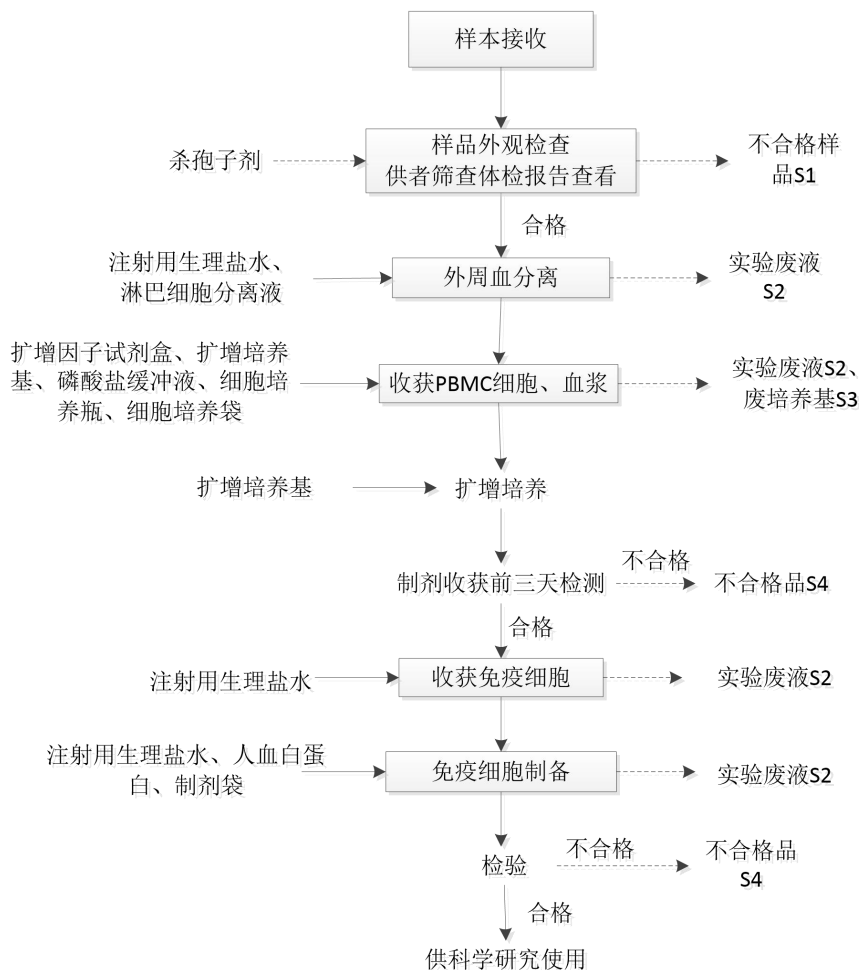 样本接收
杀孢子剂
样品外观检查
供者筛查体检报告查看
不合格样
品S1
合格
注射用生理盐水、
淋巴细胞分离液
外周血分离
实验废液
S2
扩增因子试剂盒、扩增培养
基、磷酸盐缓冲液、细胞培
养瓶、细胞培养袋
收获PBMC细胞、血浆
实验废液S2、
废培养基S3
扩增培养基
扩增培养
制剂收获前三天检测
不合格
不合格品S4
合格
注射用生理盐水
收获免疫细胞
实验废液S2
注射用生理盐水、人血白蛋
白、制剂袋
免疫细胞制备
实验废液S2
检验
不合格
不合格品
S4
合格
供科学研究使用